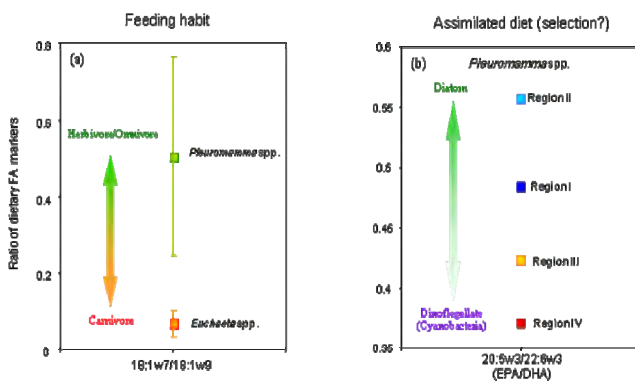 Feeding habit
Assimilated diet (selection?)
Ratio of dietary FA markers
0.8
0.6
0.4
0.2
0
(a)
Herbivore/Omnivore
Pleuromamma spp.
Carnivore
Euchaeta spp.
16:1w7/18:1w9
0.6
0.55
0.5
0.45
0.4
0.35
(b)
Pleuromamma spp.
Diatom
Region II
Region I
Region III
Dinoflegallate
(Cyanobacteria)
Region IV
20:5w3/22:6w3
(EPA/DHA)